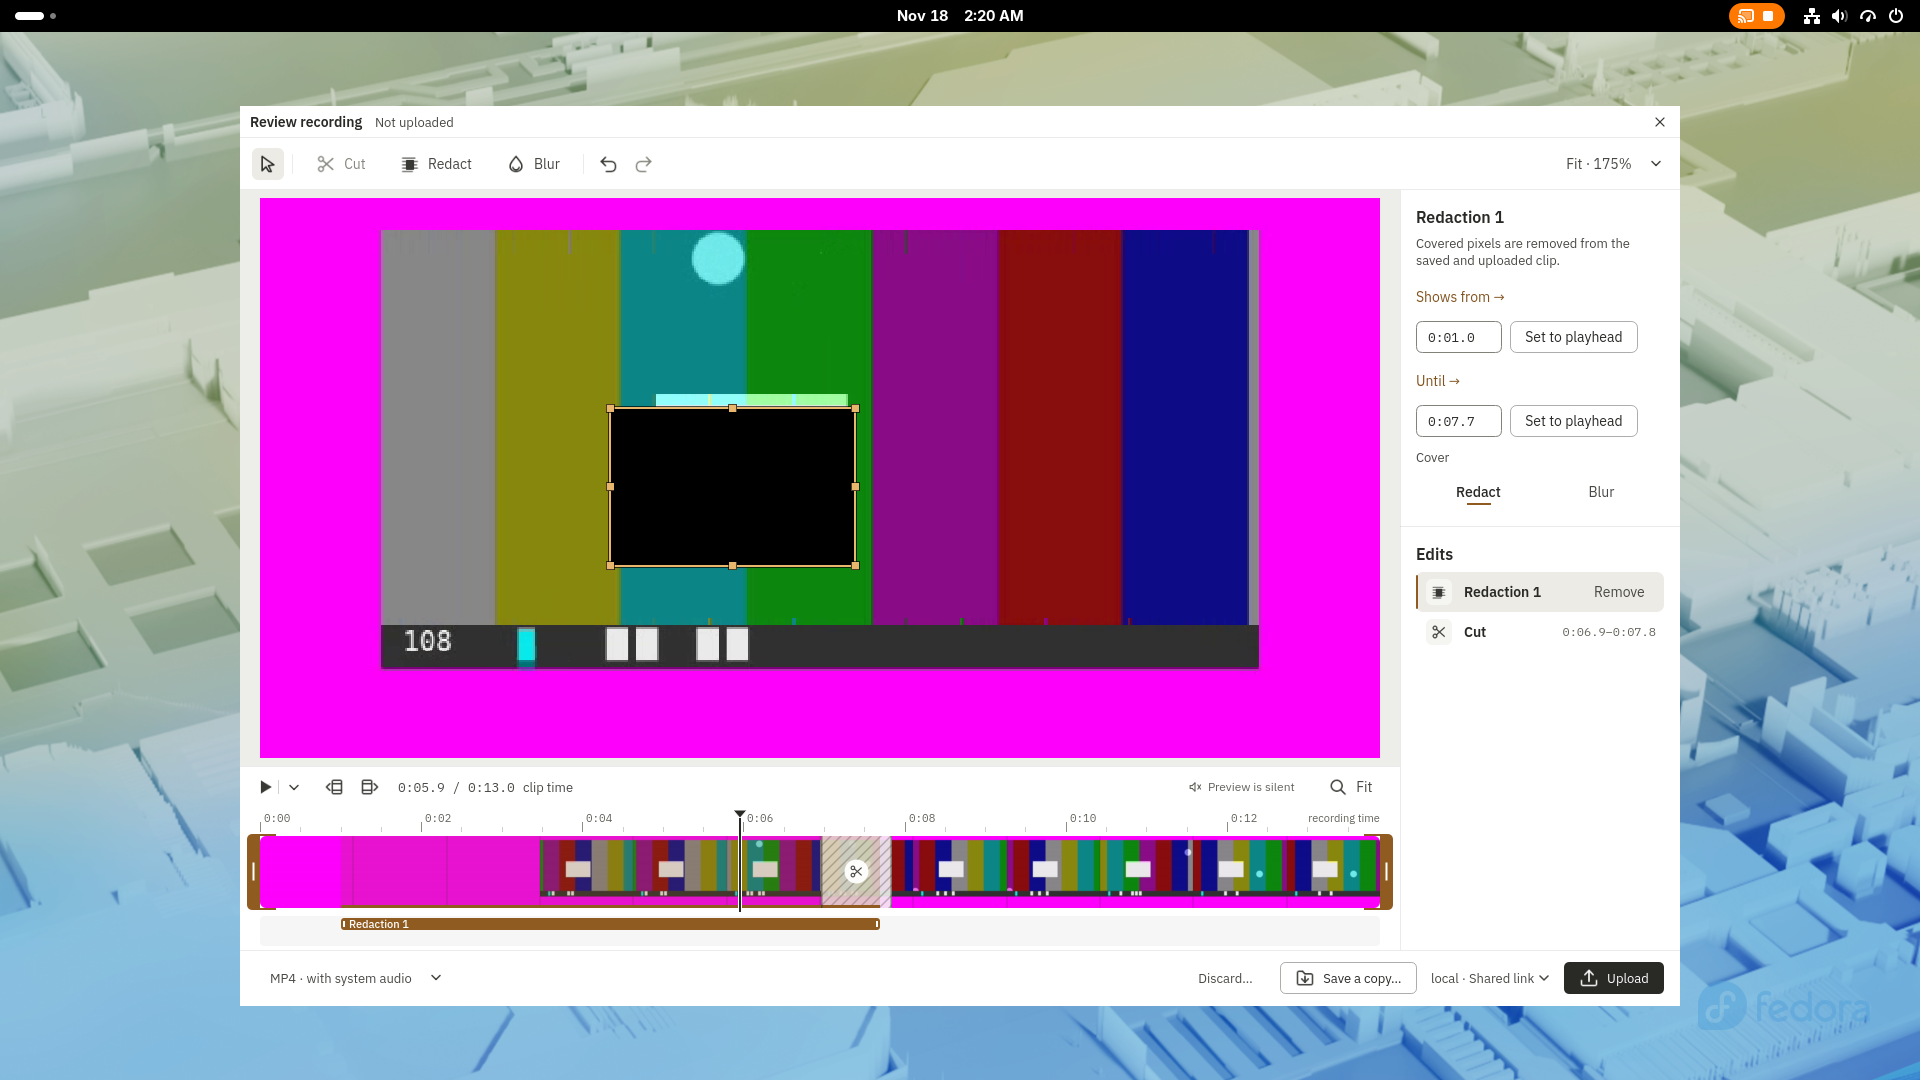 Nov 18 2:20 AM
Review recording Not uploaded
Cut Redact Blur Fit · 175%
Redaction 1
Covered pixels are removed from the
saved and uploaded clip.
Shows from →
0:01.0 Set to playhead
Until →
0:07.7 Set to playhead
Cover
Redact Blur
Edits
Redaction 1 Remove
Cut 0:06.9–0:07.8
108
0:05.9 / 0:13.0 clip time Preview is silent Fit
0:00 0:02 0:04 0:06 0:08 0:10 0:12 recording time
Redaction 1
MP4 · with system audio Discard... Save a copy... local · Shared link Upload
fedora